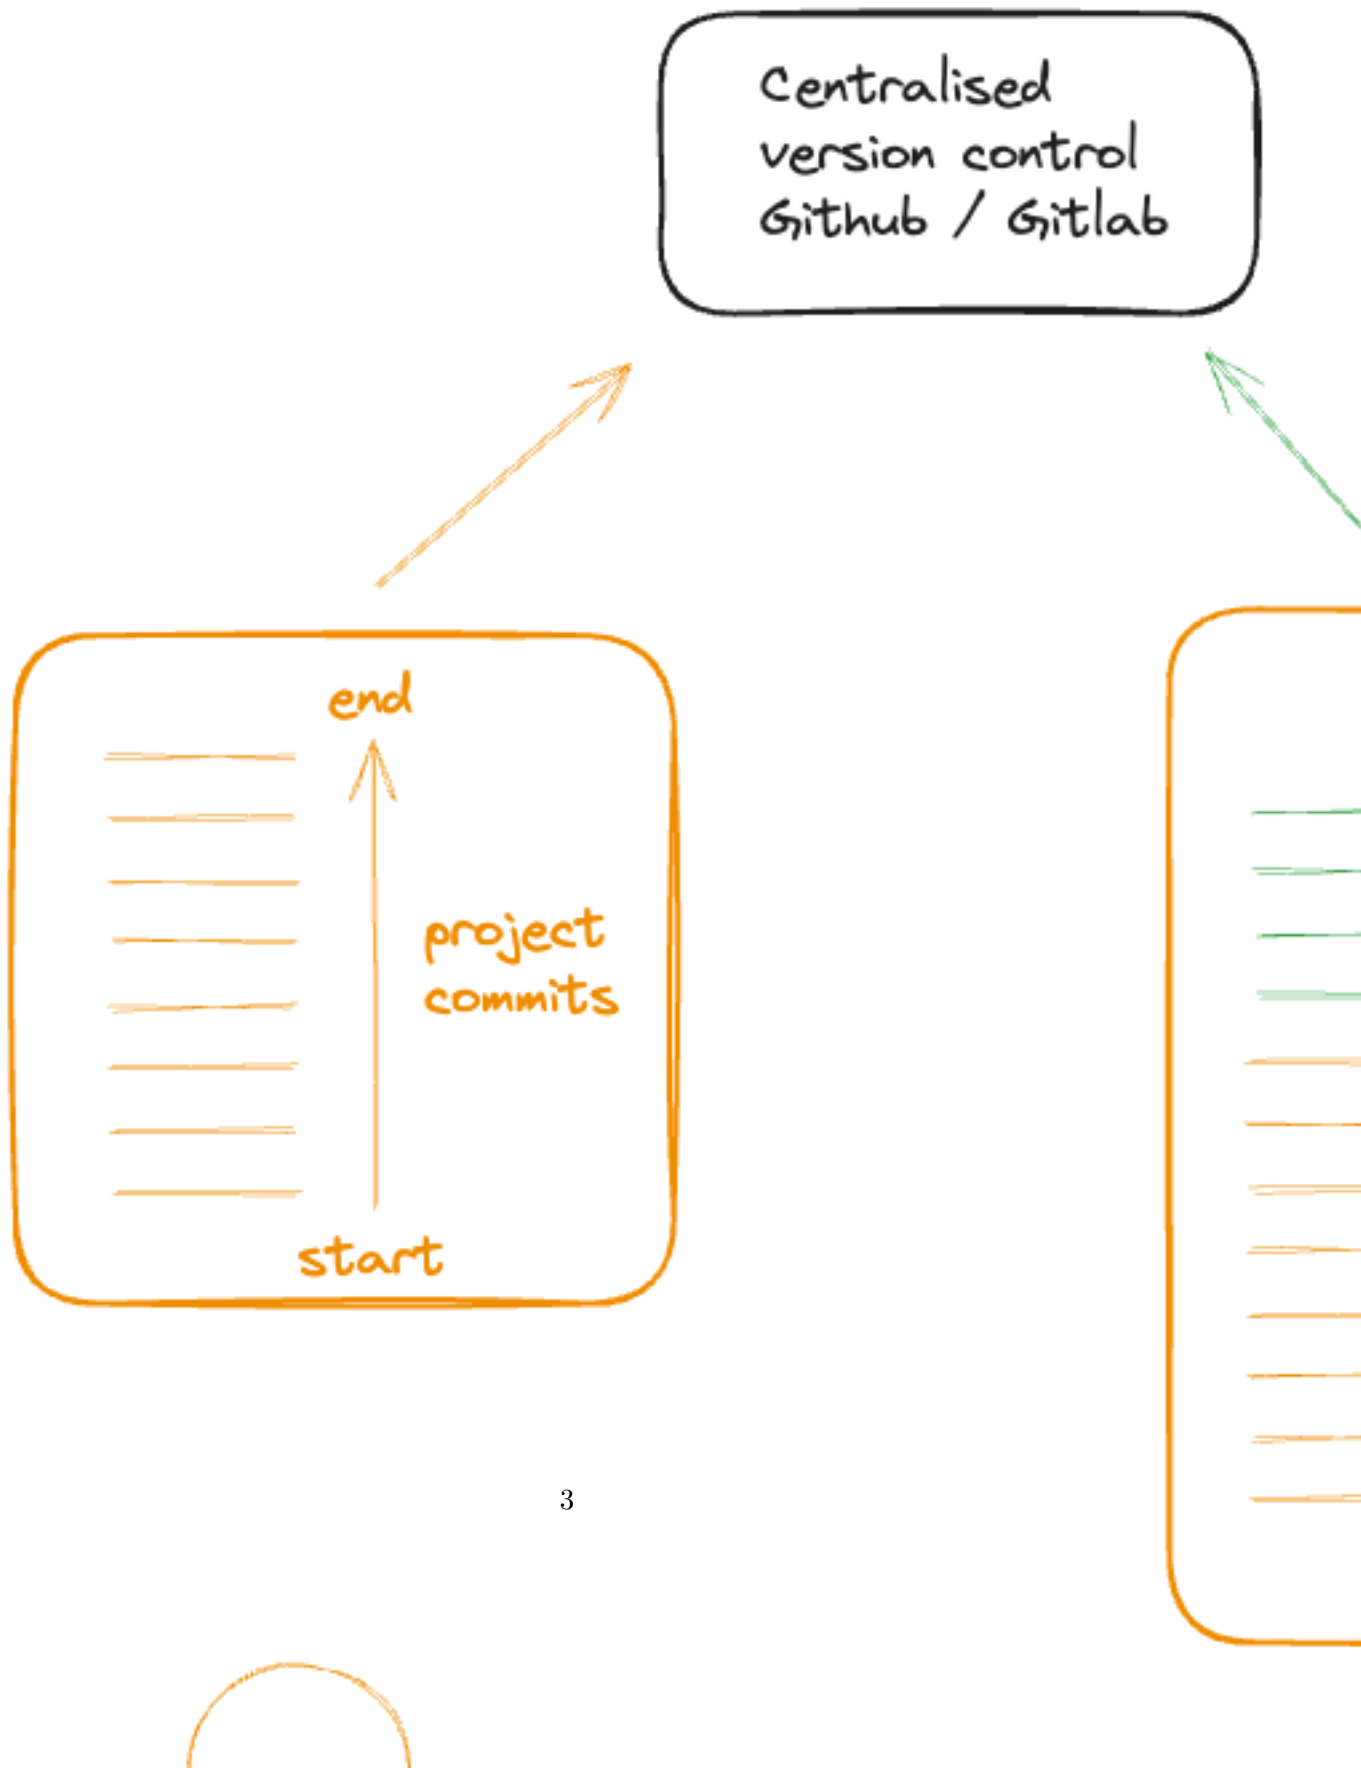 Centralised
version control
Github / Gitlab
end
project
commits
start
3